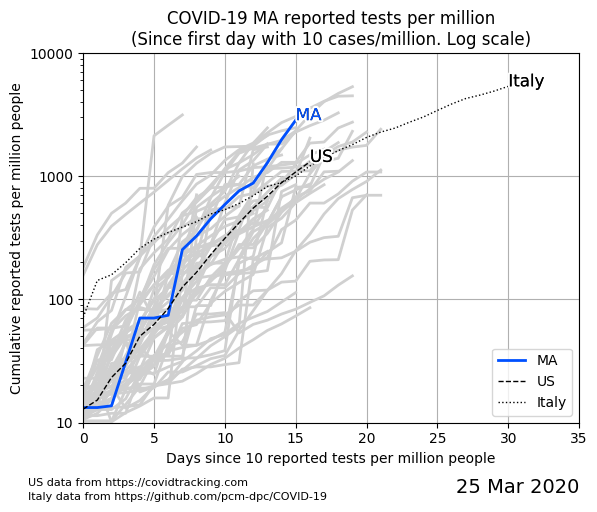 COVID-19 MA reported tests per million
(Since first day with 10 cases/million. Log scale)
Cumulative reported tests per million people
10000
1000
100
10
Italy
MA
US
MA
US
Italy
0 5 10 15 20 25 30 35
Days since 10 reported tests per million people
US data from https://covidtracking.com
Italy data from https://github.com/pcm-dpc/COVID-19
25 Mar 2020